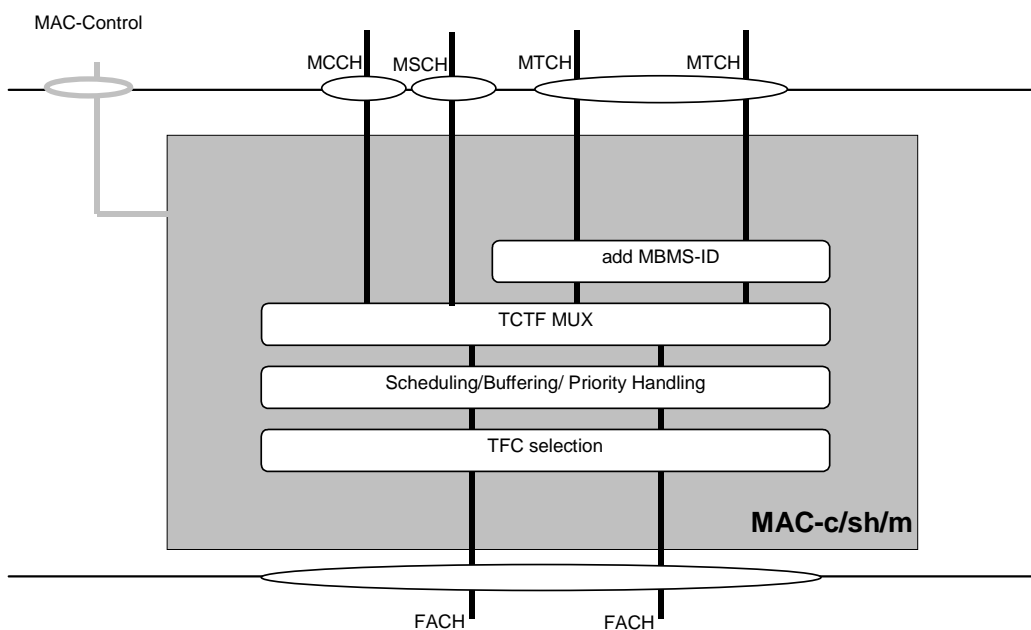 MAC-Control
MCCH
MSCH
MTCH
MTCH
add MBMS-ID
TCTF MUX
Scheduling/Buffering/ Priority Handling
TFC selection
MAC-c/sh/m
FACH
FACH